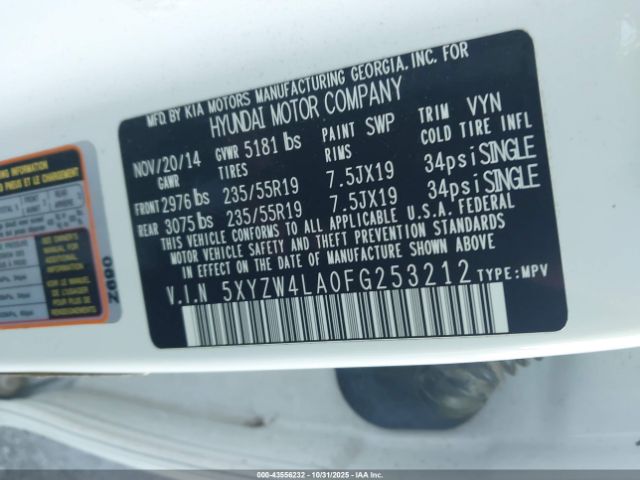 MFD.BY KIA MOTORS MANUFACTURING GEORGIA, INC. FOR
HYUNDAI MOTOR COMPANY
NOV/20/14 GVWR 5181 lbs PAINT SWP TRIM VYN
GAWR TIRES RIMS COLD TIRE INFL
FRONT 2976 lbs 235/55R19 7.5JX19 34psi SINGLE
REAR 3075 lbs 235/55R19 7.5JX19 34psi SINGLE
THIS VEHICLE CONFORMS TO ALL APPLICABLE U.S.A. FEDERAL
MOTOR VEHICLE SAFETY AND THEFT PREVENTION STANDARDS
IN EFFECT ON THE DATE OF MANUFACTURE SHOWN ABOVE
V.I.N 5XYZW4LA0FG253212 TYPE:MPV
Z690
000-43556232 - 10/31/2025 - IAAI.COM